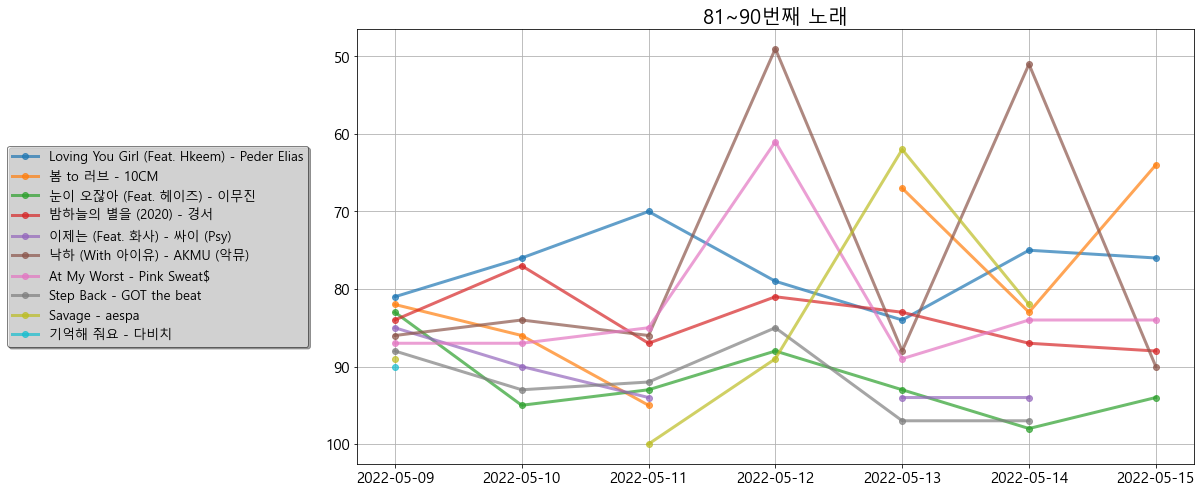 81~90번째 노래
Loving You Girl (Feat. Hkeem) - Peder Elias
봄 to 러브 - 10CM
눈이 오잖아 (Feat. 헤이즈) - 이무진
밤하늘의 별을 (2020) - 경서
이제는 (Feat. 화사) - 싸이 (Psy)
낙하 (With 아이유) - AKMU (악뮤)
At My Worst - Pink Sweat$
Step Back - GOT the beat
Savage - aespa
기억해 줘요 - 다비치
50
60
70
80
90
100
2022-05-09
2022-05-10
2022-05-11
2022-05-12
2022-05-13
2022-05-14
2022-05-15